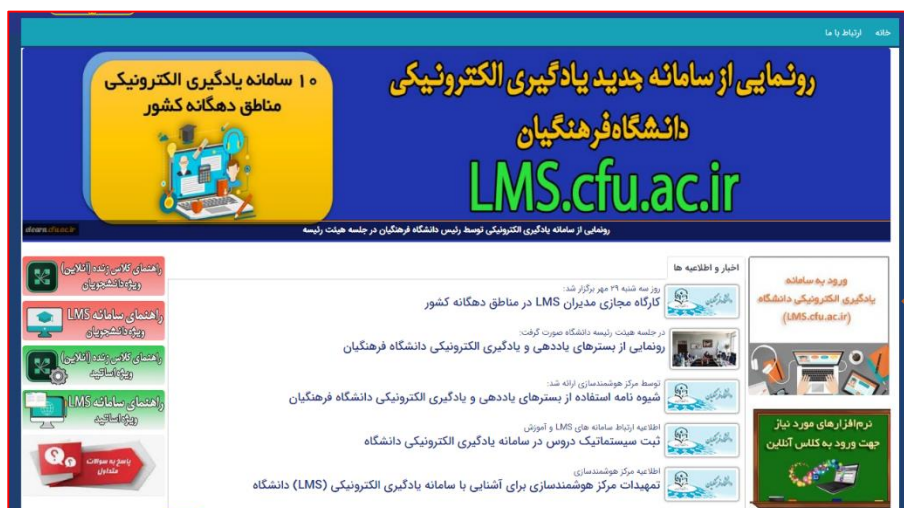 خانه ارتباط با ما
رونمایی از سامانه جدید یادگیری الکترونیکی
دانشگاه فرهنگیان
LMS.cfu.ac.ir
۱۰ سامانه یادگیری الکترونیکی
مناطق دهگانه کشور
رونمایی از سامانه یادگیری الکترونیکی توسط رئیس دانشگاه فرهنگیان در جلسه هیئت رئیسه
ورود به سامانه
یادگیری الکترونیکی دانشگاه
(LMS.cfu.ac.ir)
نرم‌افزارهای مورد نیاز
جهت ورود به کلاس آنلاین
اخبار و اطلاعیه ها
روز سه شنبه ۲۹ مهر برگزار شد:
کارگاه مجازی مدیران LMS در مناطق دهگانه کشور
در جلسه هیئت رئیسه دانشگاه صورت گرفت:
رونمایی از بسترهای یاددهی و یادگیری الکترونیکی دانشگاه فرهنگیان
توسط مرکز هوشمندسازی ارائه شد:
شیوه نامه استفاده از بسترهای یاددهی و یادگیری الکترونیکی دانشگاه فرهنگیان
اطلاعیه ارتباط سامانه های LMS و آموزش
ثبت سیستماتیک دروس در سامانه یادگیری الکترونیکی دانشگاه
اطلاعیه مرکز هوشمندسازی
تمهیدات مرکز هوشمندسازی برای آشنایی با سامانه یادگیری الکترونیکی (LMS) دانشگاه
راهنمای کلاس زنده (آنلاین)
ویژه دانشجویان
راهنمای سامانه LMS
ویژه دانشجویان
راهنمای کلاس زنده (آنلاین)
ویژه اساتید
راهنمای سامانه LMS
ویژه اساتید
پاسخ به سوالات
متداول